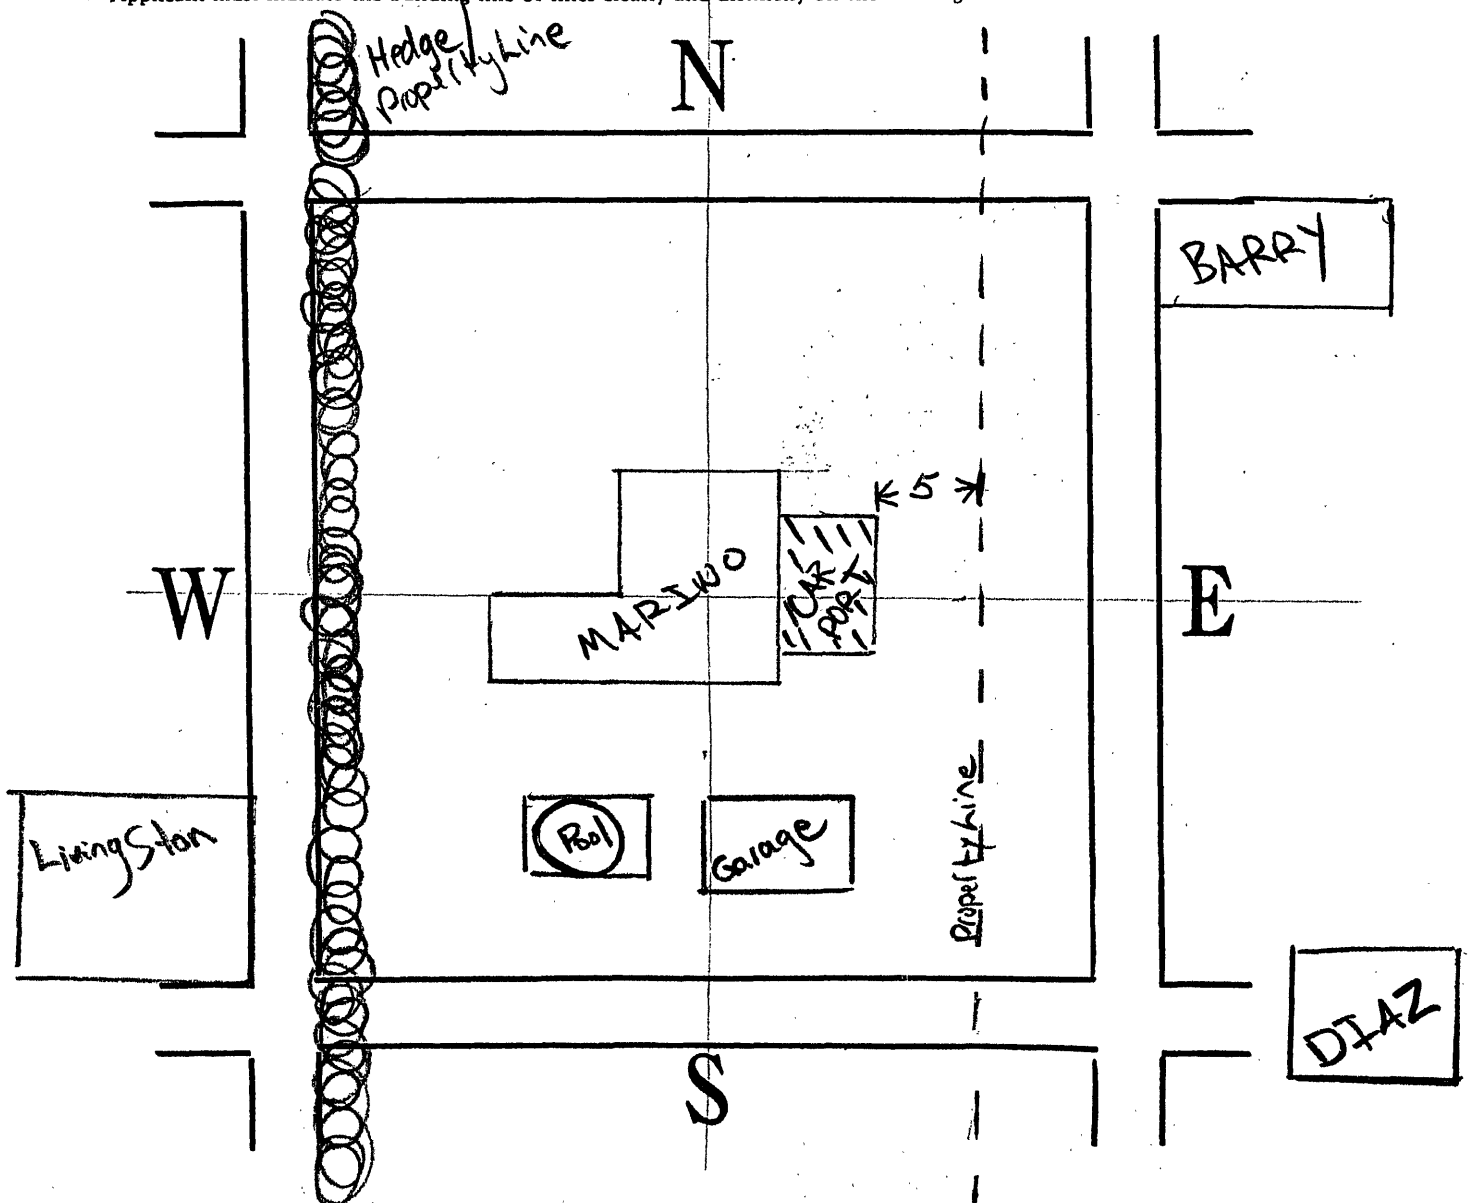 Hedge/
Property Line
N
BARRY
5
W
MARINO
CAR
PORT
E
Property Line
Livingston
Pool
Garage
DIAZ
S